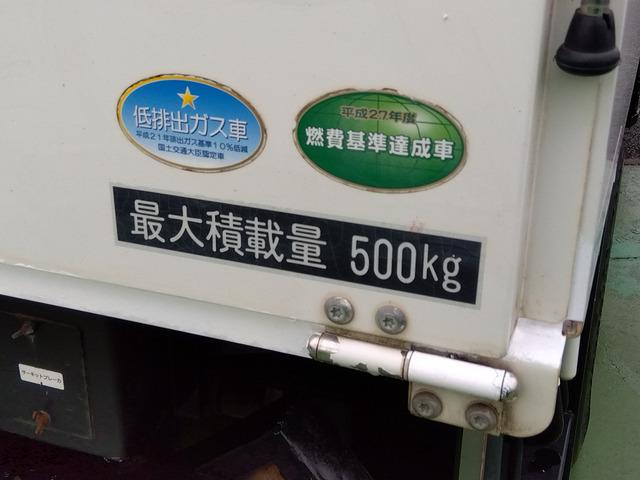 低排出ガス車
平成21年排出ガス基準10%低減
国土交通大臣認定車
平成27年度
燃費基準達成車
最大積載量 500kg
サーキットブレーカ